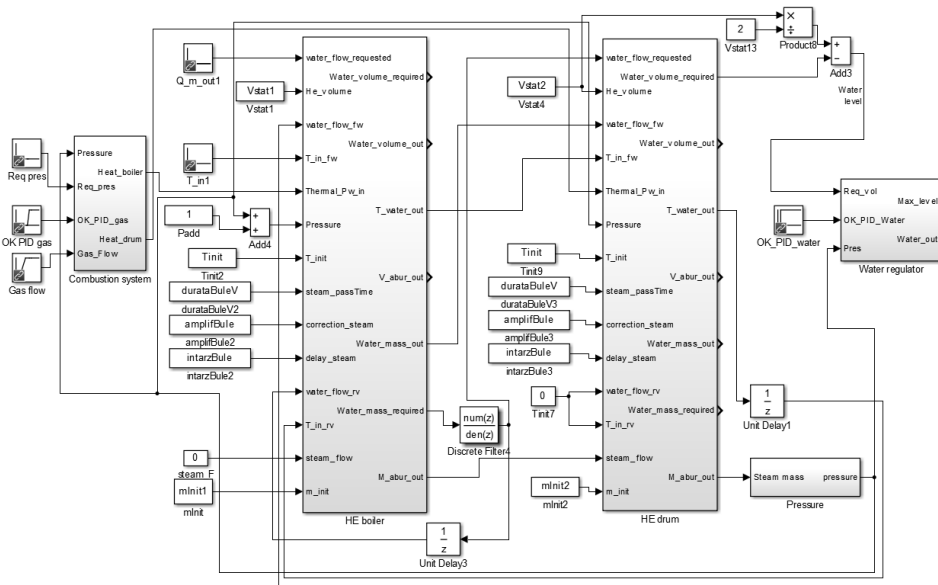 Q_m_out1
Vstat1
Vstat1
Req pres
OK PID gas
Gas flow
Pressure
Req_pres
OK_PID_gas
Gas_Flow
Heat_boiler
Heat_drum
Combustion system
T_in1
1
Padd
+
+
Add4
Tinit
Tinit2
durataBuleV
durataBuleV2
amplifBule
amplifBule2
intarzBule
intarzBule2
0
steam_F
mInit1
mInit
water_flow_requested
He_volume
water_flow_fw
T_in_fw
Thermal_Pw_in
Pressure
T_init
steam_passTime
correction_steam
delay_steam
water_flow_rv
T_in_rv
steam_flow
m_init
Water_volume_required
Water_volume_out
T_water_out
V_abur_out
Water_mass_out
Water_mass_required
M_abur_out
HE boiler
num(z)
den(z)
Discrete Filter4
1
z
Unit Delay3
Vstat2
Vstat4
Tinit
Tinit9
durataBuleV
durataBuleV3
amplifBule
amplifBule3
intarzBule
intarzBule3
0
Tinit7
mInit2
mInit2
water_flow_requested
He_volume
water_flow_fw
T_in_fw
Thermal_Pw_in
Pressure
T_init
steam_passTime
correction_steam
delay_steam
water_flow_rv
T_in_rv
steam_flow
m_init
Water_volume_required
Water_volume_out
T_water_out
V_abur_out
Water_mass_out
Water_mass_required
M_abur_out
HE drum
2
Vstat13
×
÷
Product8
+
−
Add3
Water
level
1
z
Unit Delay1
Steam mass
pressure
Pressure
OK_PID_water
Req_vol
OK_PID_Water
Pres
Max_level
Water_out
Water regulator